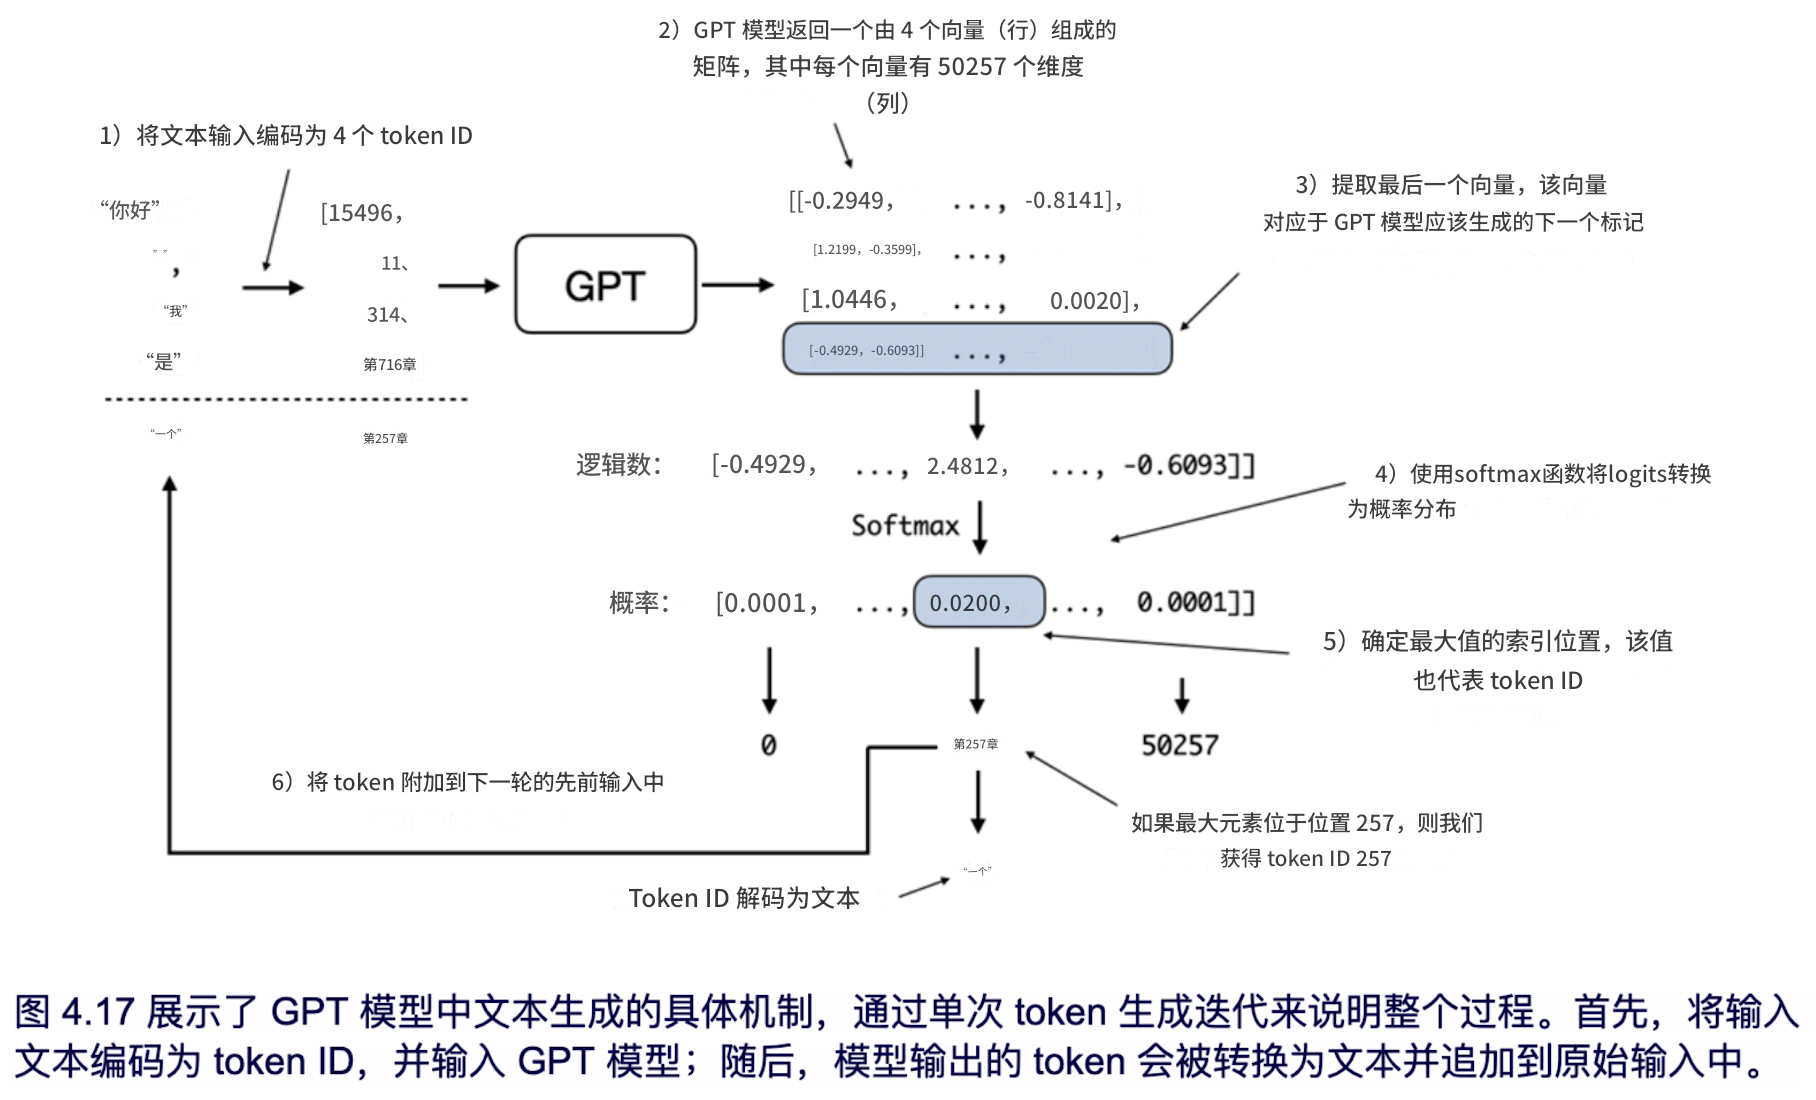 2）GPT 模型返回一个由 4 个向量（行）组成的
矩阵，其中每个向量有 50257 个维度
（列）
1）将文本输入编码为 4 个 token ID
3）提取最后一个向量，该向量
对应于 GPT 模型应该生成的下一个标记
“你好” [15496,
” ” , 11、
“我” 314、
“是” 第716章
“一个” 第257章
GPT
[[-0.2949, ..., -0.8141],
[1.2199, -0.3599], ...,
[1.0446, ..., 0.0020],
[-0.4929, -0.6093]] ...,
逻辑数： [-0.4929, ..., 2.4812, ..., -0.6093]]
4）使用softmax函数将logits转换
为概率分布
Softmax
概率： [0.0001, ..., 0.0200, ..., 0.0001]]
5）确定最大值的索引位置，该值
也代表 token ID
0 第257章 50257
6）将 token 附加到下一轮的先前输入中
如果最大元素位于位置 257，则我们
获得 token ID 257
“一个”
Token ID 解码为文本
图 4.17 展示了 GPT 模型中文本生成的具体机制，通过单次 token 生成迭代来说明整个过程。首先，将输入
文本编码为 token ID，并输入 GPT 模型；随后，模型输出的 token 会被转换为文本并追加到原始输入中。